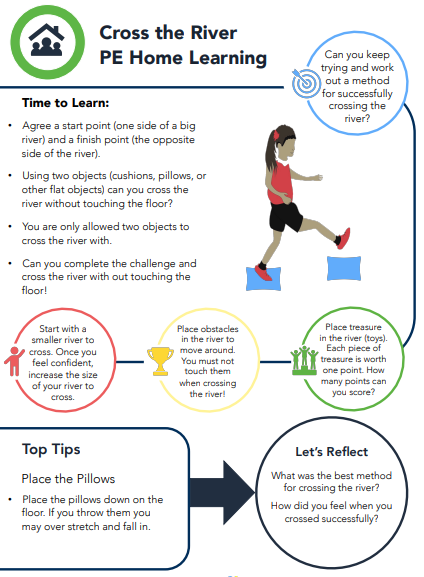 Cross the River
PE Home Learning
Can you keep
trying and work
out a method
for successfully
crossing the
river?
Time to Learn:
• Agree a start point (one side of a big
river) and a finish point (the opposite
side of the river).
• Using two objects (cushions, pillows, or
other flat objects) can you cross the
river without touching the floor?
• You are only allowed two objects to
cross the river with.
• Can you complete the challenge and
cross the river with out touching the
floor!
Start with a
smaller river to
cross. Once you
feel confident,
increase the size
of your river to
cross.
Place obstacles
in the river to
move around.
You must not
touch them
when crossing
the river!
Place treasure
in the river (toys).
Each piece of
treasure is worth
one point. How
many points can
you score?
Top Tips
Place the Pillows
• Place the pillows down on the
floor. If you throw them you
may over stretch and fall in.
Let's Reflect
What was the best method
for crossing the river?
How did you feel when you
crossed successfully?